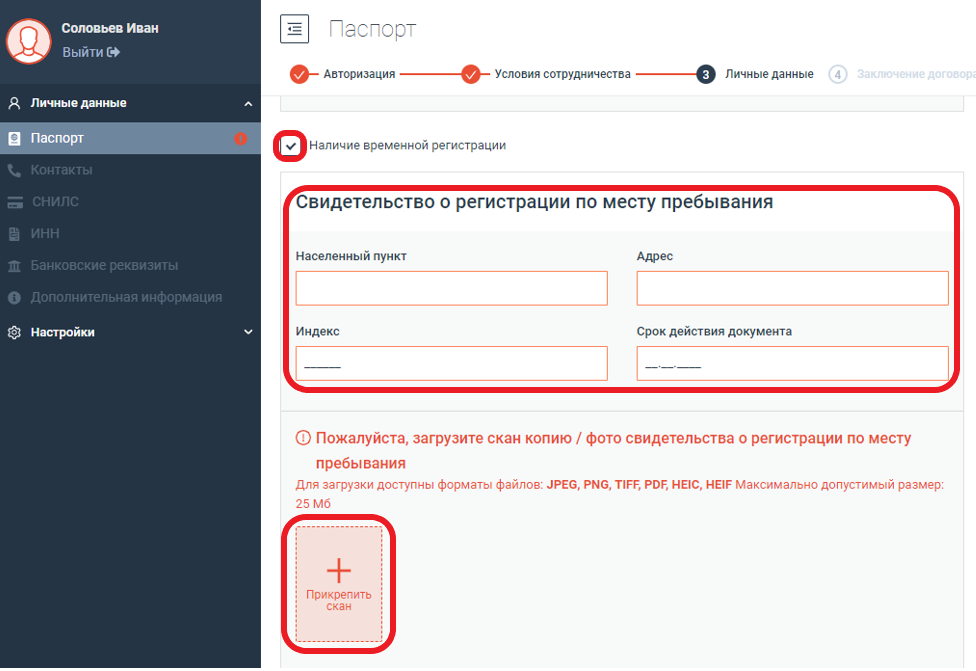 Соловьев Иван
Выйти
Личные данные
Паспорт
Контакты
СНИЛС
ИНН
Банковские реквизиты
Дополнительная информация
Настройки
Паспорт
Авторизация
Условия сотрудничества
3 Личные данные
4 Заключение договора
Наличие временной регистрации
Свидетельство о регистрации по месту пребывания
Населенный пункт
Адрес
Индекс
Срок действия документа
______
__.__.____
Пожалуйста, загрузите скан копию / фото свидетельства о регистрации по месту
пребывания
Для загрузки доступны форматы файлов: JPEG, PNG, TIFF, PDF, HEIC, HEIF Максимально допустимый размер:
25 Мб
Прикрепить
скан